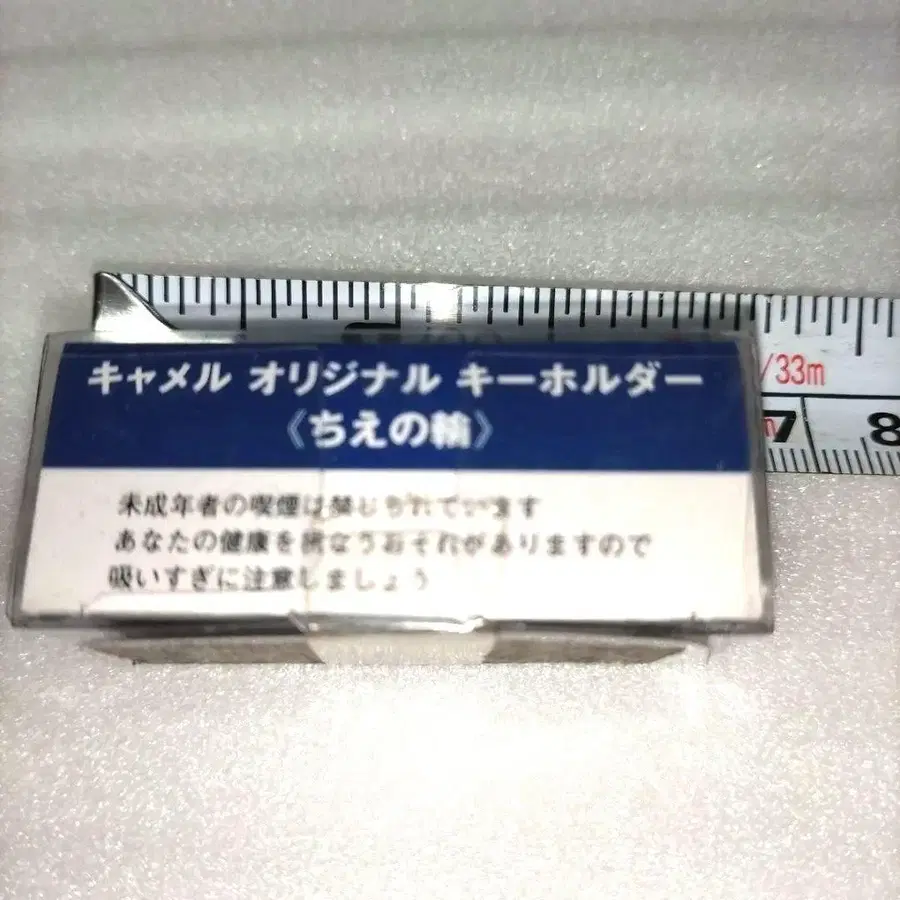 キャメル オリジナル キーホルダー
《ちえの輪》
未成年者の喫煙は禁じられています
あなたの健康を損なうおそれがありますので
吸いすぎに注意しましょう
/33m
7 8